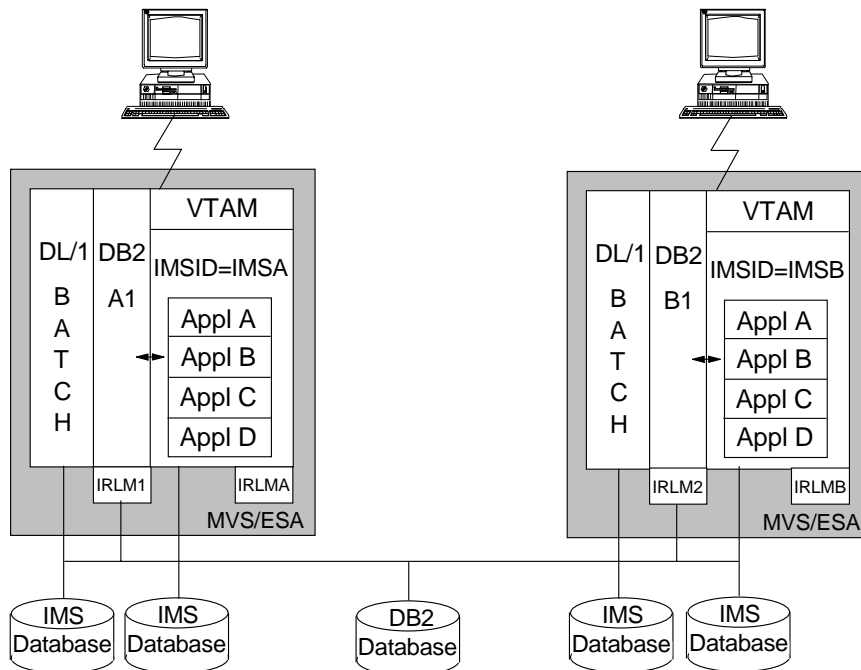 VTAM
DL/1
DB2
IMSID=IMSA
A1
B
A
T
C
H
Appl A
Appl B
Appl C
Appl D
IRLM1
IRLMA
MVS/ESA
VTAM
DL/1
DB2
IMSID=IMSB
B1
B
A
T
C
H
Appl A
Appl B
Appl C
Appl D
IRLM2
IRLMB
MVS/ESA
IMS
Database
IMS
Database
DB2
Database
IMS
Database
IMS
Database